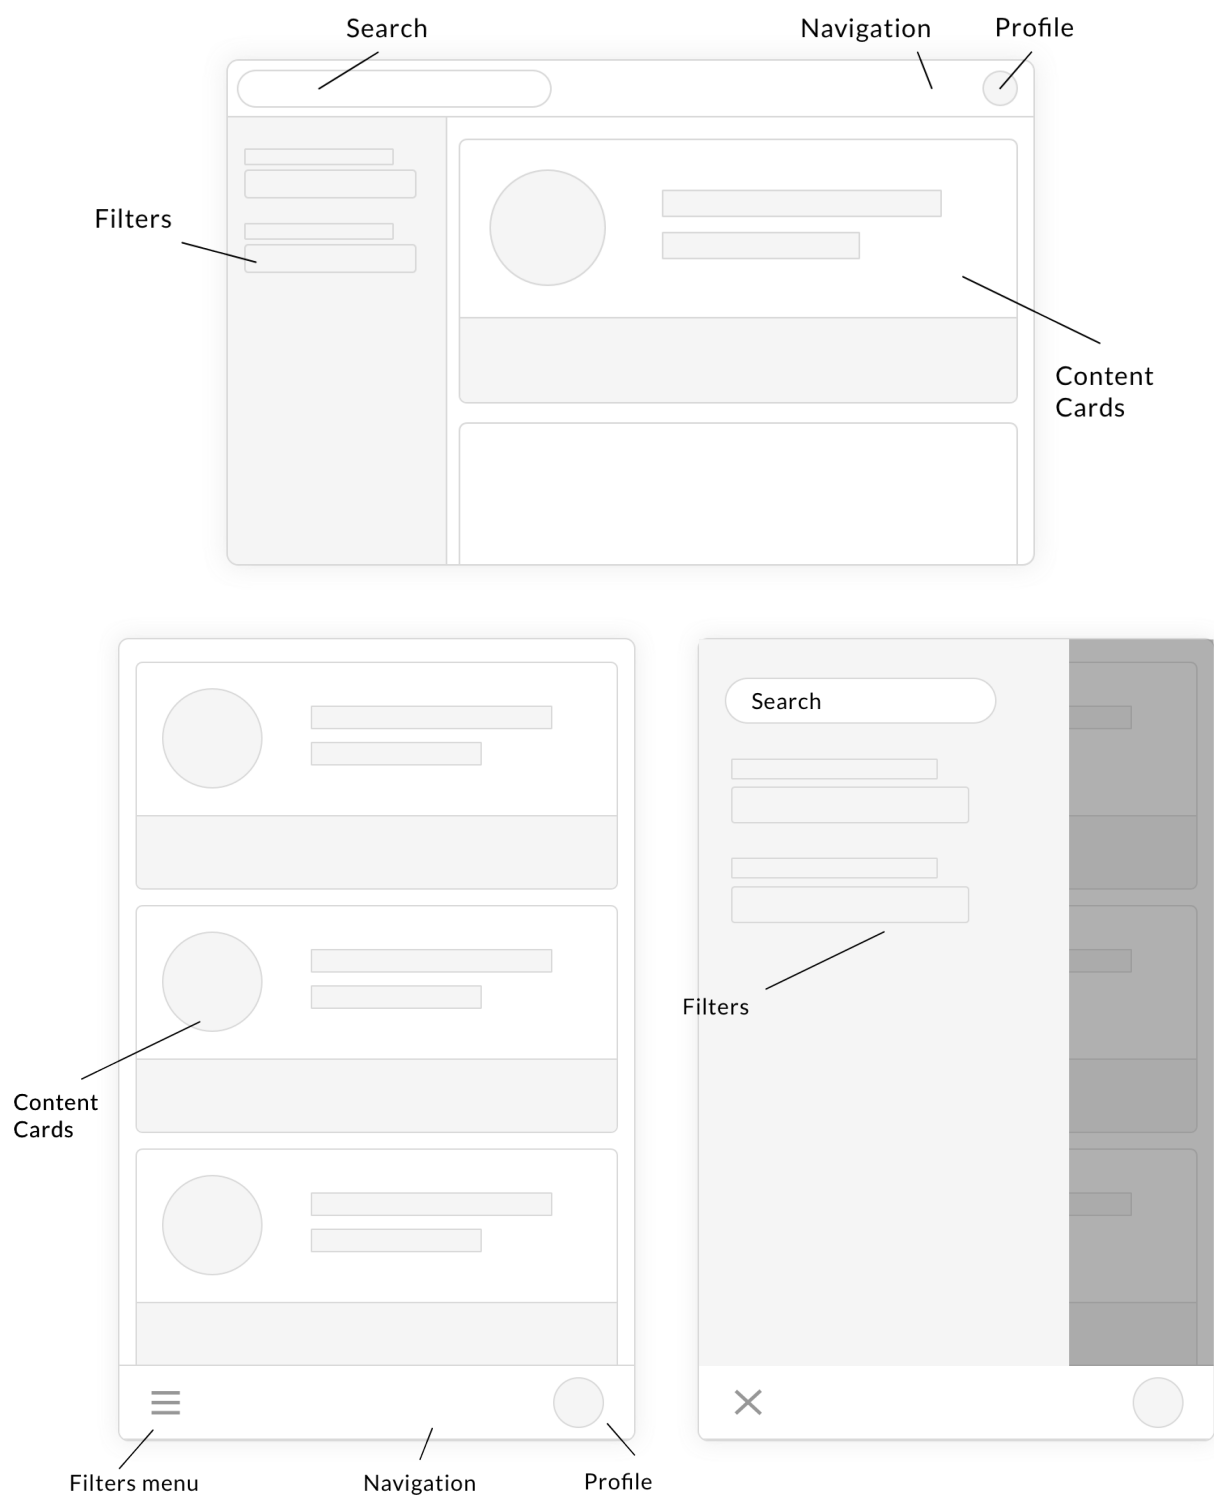 Search
Navigation
Profile
Filters
Content
Cards
Search
Filters
Content
Cards
Filters menu
Navigation
Profile